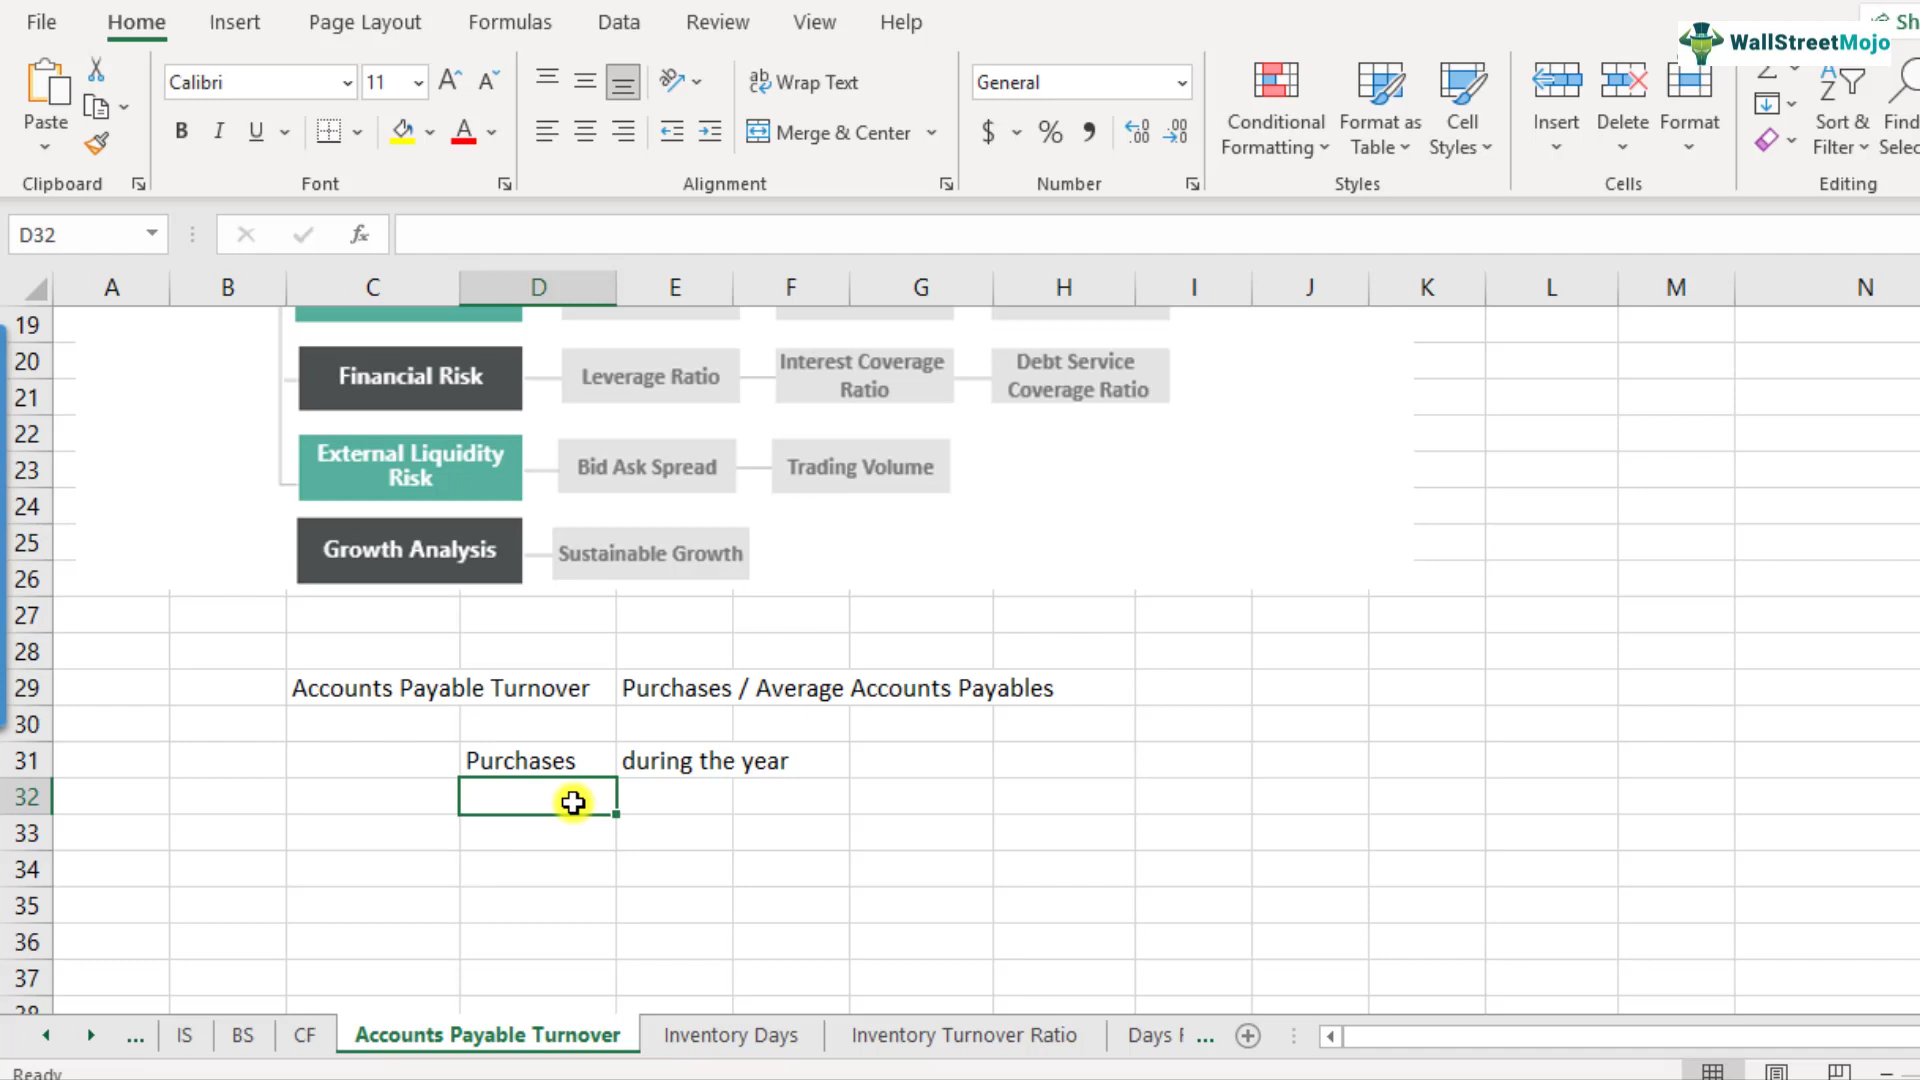 File Home Insert Page Layout Formulas Data Review View Help
WallStreetMojo
Paste
Calibri 11
B I U
Wrap Text
Merge & Center
General
$ %
Conditional Formatting
Format as Table
Cell Styles
Insert Delete Format
Sort & Filter
Clipboard Font Alignment Number Styles Cells Editing
D32 fx
A B C D E F G H I J K L M N
19
20
21
22
23
24
25
26
27
28
29
30
31
32
33
34
35
36
37
Financial Risk Leverage Ratio Interest Coverage Ratio Debt Service Coverage Ratio
External Liquidity Risk Bid Ask Spread Trading Volume
Growth Analysis Sustainable Growth
Accounts Payable Turnover Purchases / Average Accounts Payables
Purchases during the year
... IS BS CF Accounts Payable Turnover Inventory Days Inventory Turnover Ratio Days ...
Ready